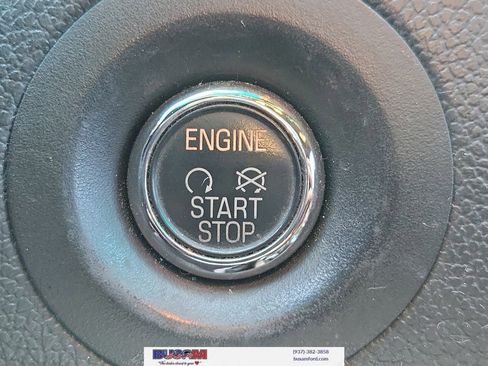 ENGINE
START
STOP
BUSAM
(937)-382-3858
busamford.com